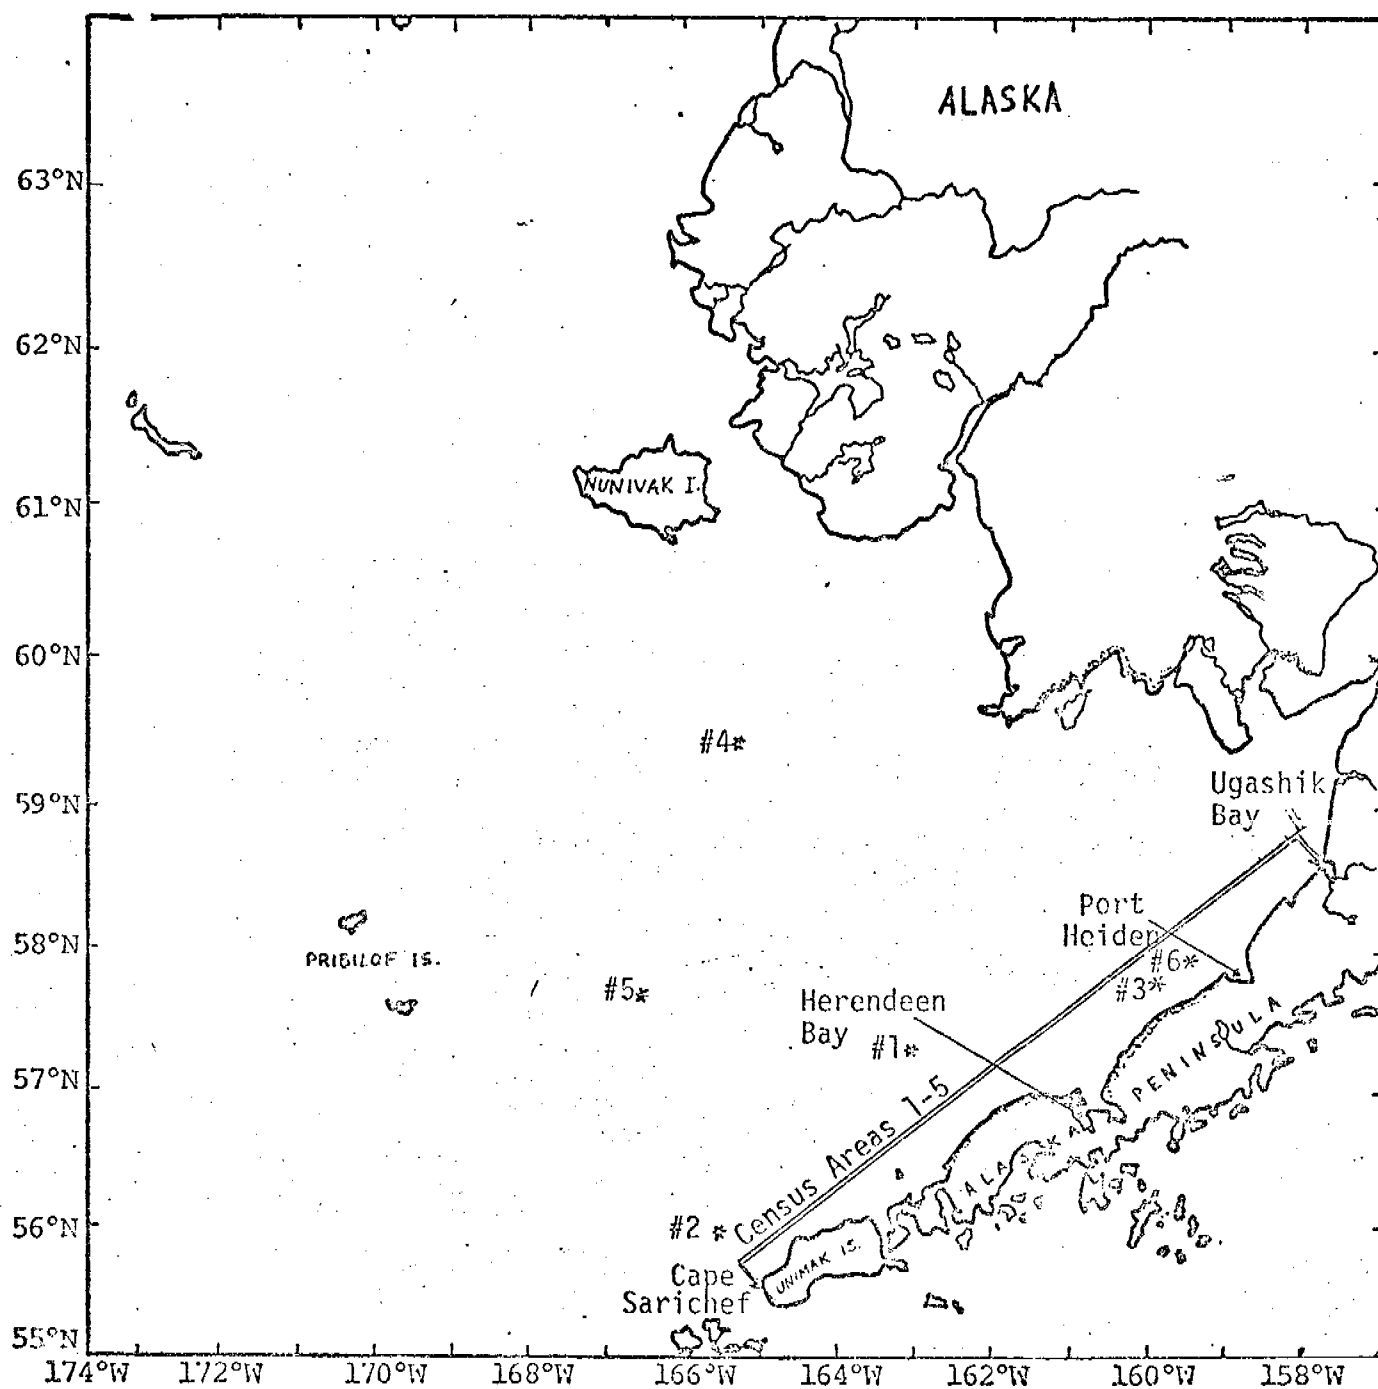 ALASKA
63°N
62°N
NUNIVAK I.
61°N
60°N
#4*
59°N
Ugashik
Bay
Port
Heiden
58°N
PRIBILOF IS.
#6*
#5*
#3*
Herendeen
Bay
#1*
57°N
ALASKA PENINSULA
Census Areas 1-5
56°N
#2 *
UNIMAK IS.
Cape
Sarichef
55°N
174°W 172°W 170°W 168°W 166°W 164°W 162°W 160°W 158°W